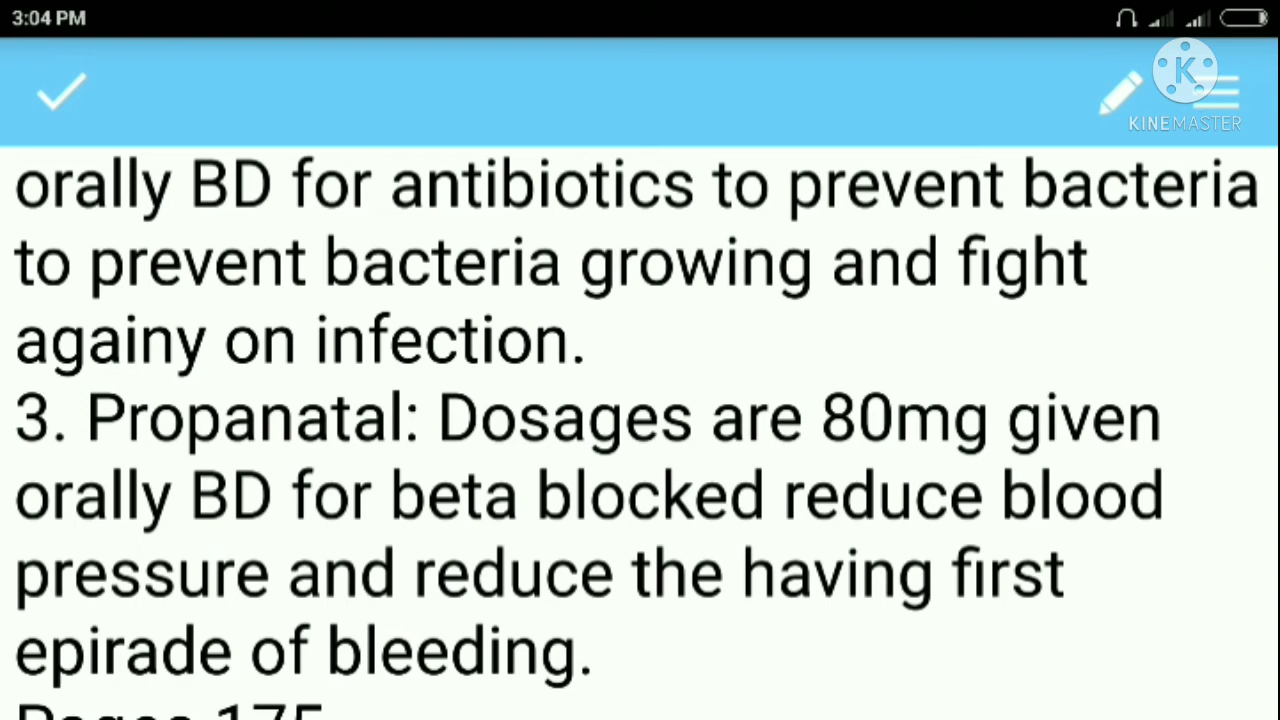 3:04 PM
KINEMASTER
orally BD for antibiotics to prevent bacteria
to prevent bacteria growing and fight
againy on infection.
3. Propanatal: Dosages are 80mg given
orally BD for beta blocked reduce blood
pressure and reduce the having first
epirade of bleeding.
Pages 175